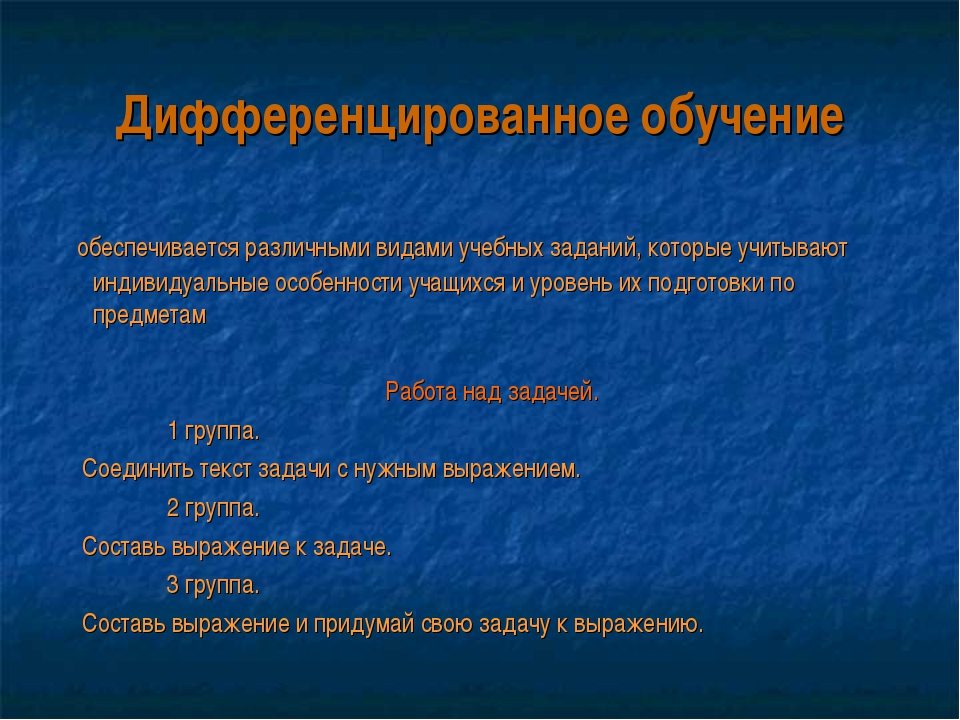 Дифференцированное обучение
обеспечивается различными видами учебных заданий, которые учитывают
индивидуальные особенности учащихся и уровень их подготовки по
предметам
Работа над задачей.
1 группа.
Соединить текст задачи с нужным выражением.
2 группа.
Составь выражение к задаче.
3 группа.
Составь выражение и придумай свою задачу к выражению.